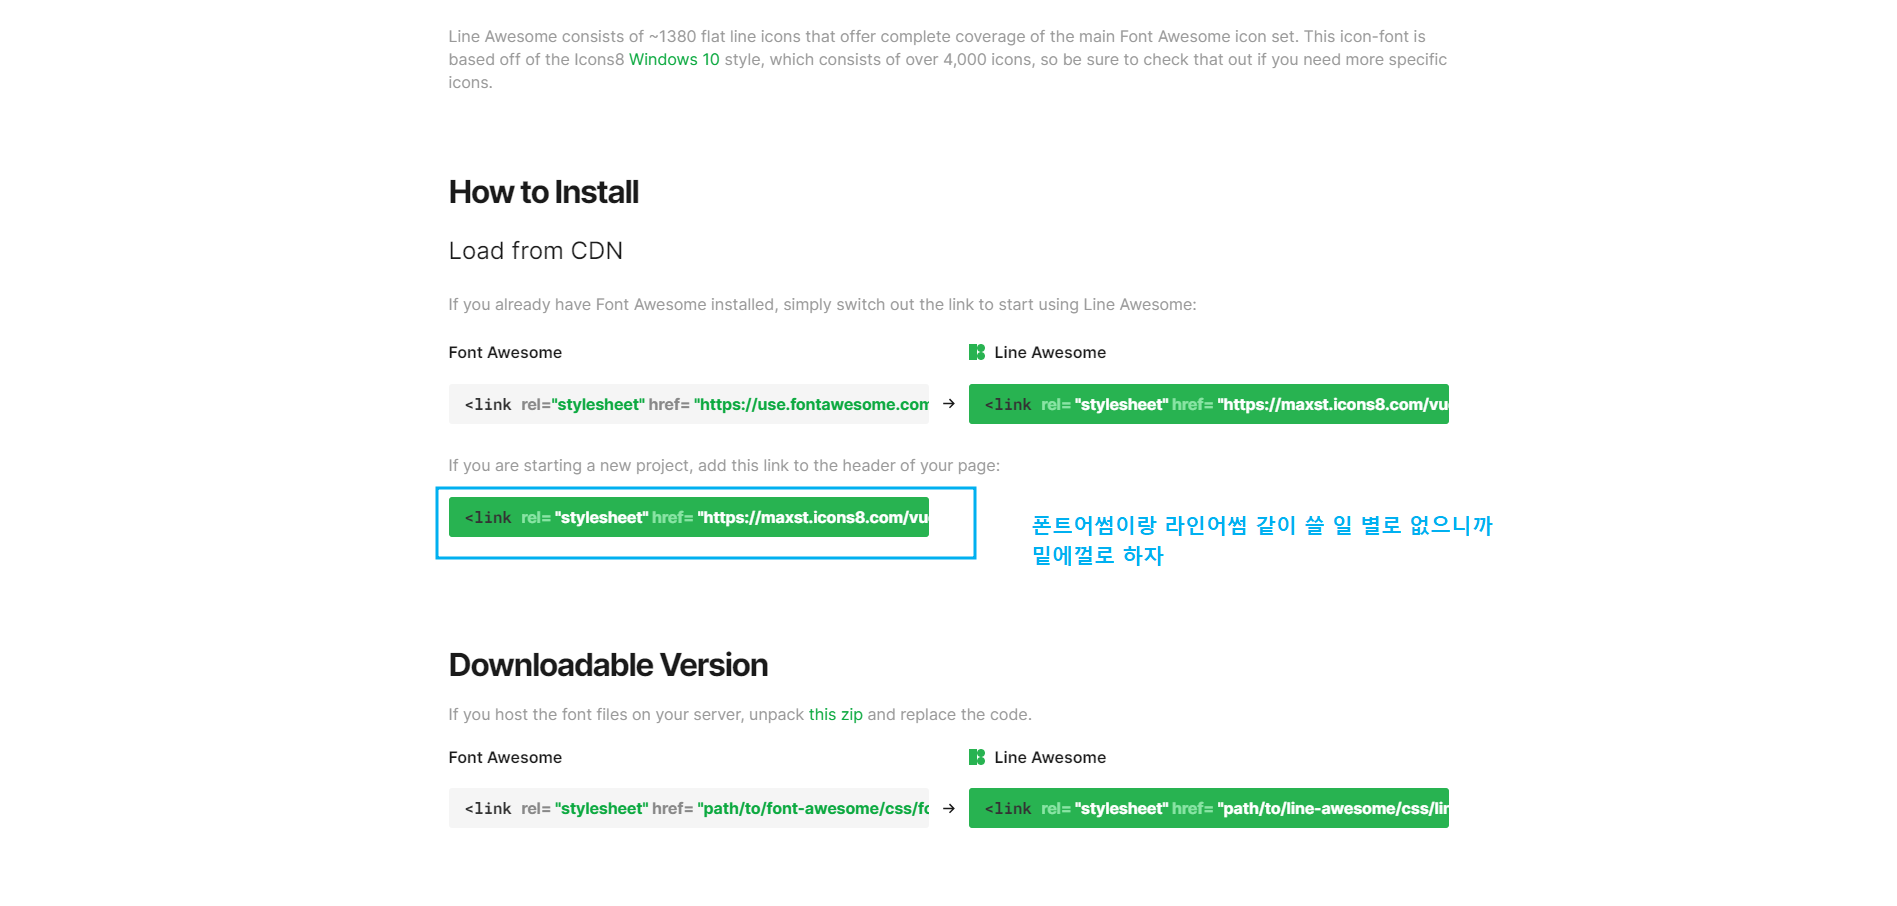 Line Awesome consists of ~1380 flat line icons that offer complete coverage of the main Font Awesome icon set. This icon-font is
based off of the Icons8 Windows 10 style, which consists of over 4,000 icons, so be sure to check that out if you need more specific
icons.
How to Install
Load from CDN
If you already have Font Awesome installed, simply switch out the link to start using Line Awesome:
Font Awesome
Line Awesome
<link rel="stylesheet" href= "https://use.fontawesome.com
→
<link rel= "stylesheet" href= "https://maxst.icons8.com/vu
If you are starting a new project, add this link to the header of your page:
<link rel= "stylesheet" href= "https://maxst.icons8.com/vu
폰트어썸이랑 라인어썸 같이 쓸 일 별로 없으니까
밑에껄로 하자
Downloadable Version
If you host the font files on your server, unpack this zip and replace the code.
Font Awesome
Line Awesome
<link rel= "stylesheet" href= "path/to/font-awesome/css/fo
→
<link rel= "stylesheet" href= "path/to/line-awesome/css/lin